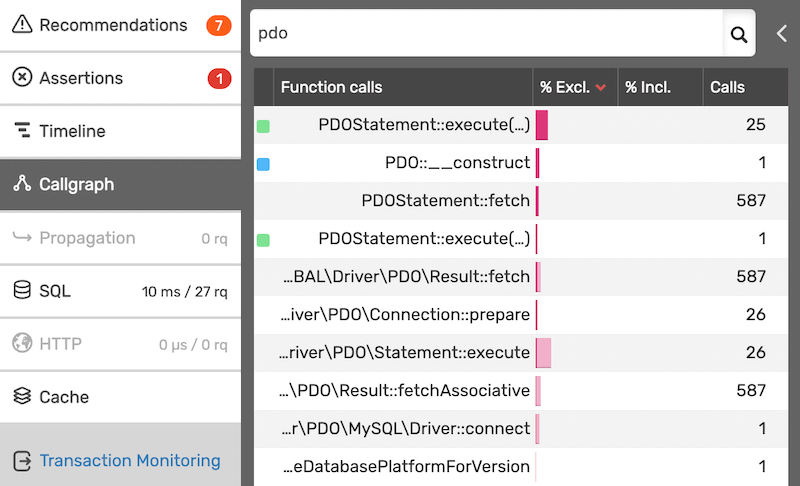 Recommendations 7
Assertions 1
Timeline
Callgraph
Propagation 0 rq
SQL 10 ms / 27 rq
HTTP 0 µs / 0 rq
Cache
Transaction Monitoring
pdo
Function calls % Excl. % Incl. Calls
PDOStatement::execute(…) 25
PDO::__construct 1
PDOStatement::fetch 587
PDOStatement::execute(…) 1
…BAL\Driver\PDO\Result::fetch 587
…iver\PDO\Connection::prepare 26
…river\PDO\Statement::execute 26
…\PDO\Result::fetchAssociative 587
…r\PDO\MySQL\Driver::connect 1
…eDatabasePlatformForVersion 1